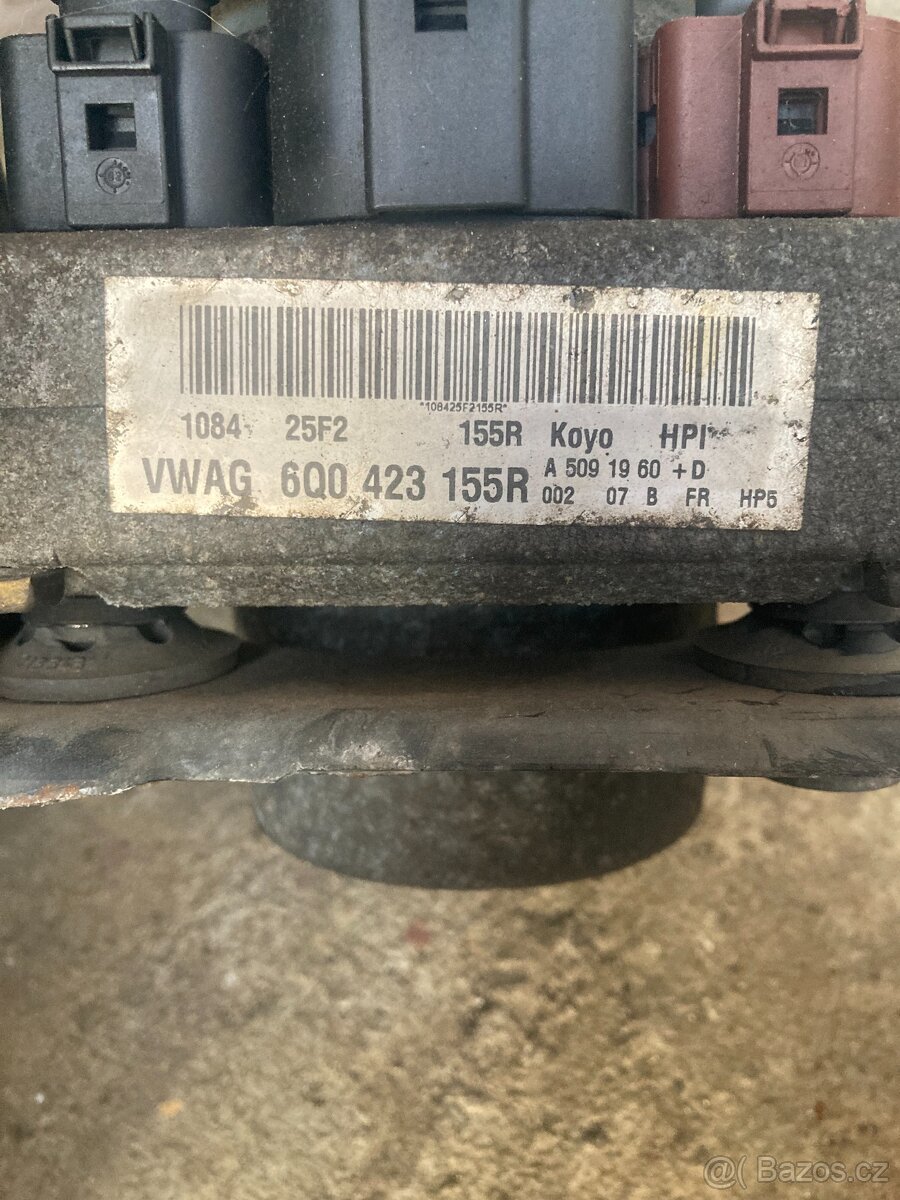 *108425F2155R*
1084 25F2 155R Koyo HPI
VWAG 6Q0 423 155R A 509 19 60 +D
002 07 B FR HP5
@( Bazos.cz